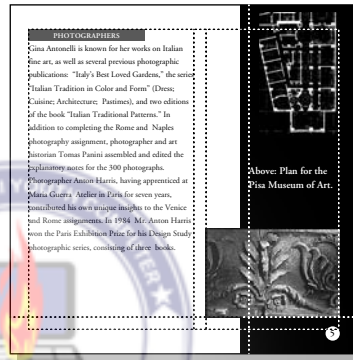 PHOTOGRAPHERS
Gina Antonelli is known for her works on Italian
fine art, as well as several previous photographic
publications: “Italy's Best Loved Gardens,” the series
“Italian Tradition in Color and Form” (Dress;
Cuisine; Architecture; Pastimes), and two editions
of the book “Italian Traditional Patterns.” In
addition to completing the Rome and Naples
photography assignment, photographer and art
historian Tomas Panini assembled and edited the
explanatory notes for the 300 photographs.
Photographer Anton Harris, having apprenticed at
Maria Guerra Atelier in Paris for seven years,
contributed his own unique insights to the Venice
and Rome assignments. In 1984 Mr. Anton Harris
won the Paris Exhibition Prize for his Design Study
photographic series, consisting of three books.
Above: Plan for the
Pisa Museum of Art.
5